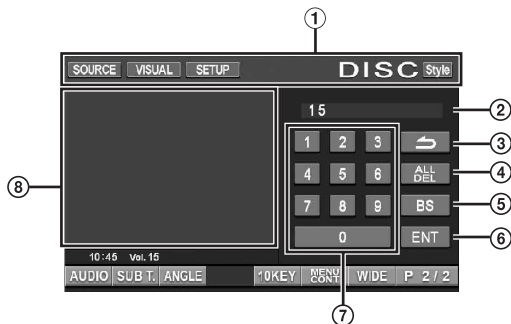 ①
SOURCE VISUAL SETUP DISC Style
15 ②
1 2 3 ③
4 5 6 ALL DEL ④
⑧
7 8 9 BS ⑤
0 ENT ⑥
10:45 Vol. 15
AUDIO SUB T. ANGLE 10KEY MENU CONT WIDE P 2/2
⑦